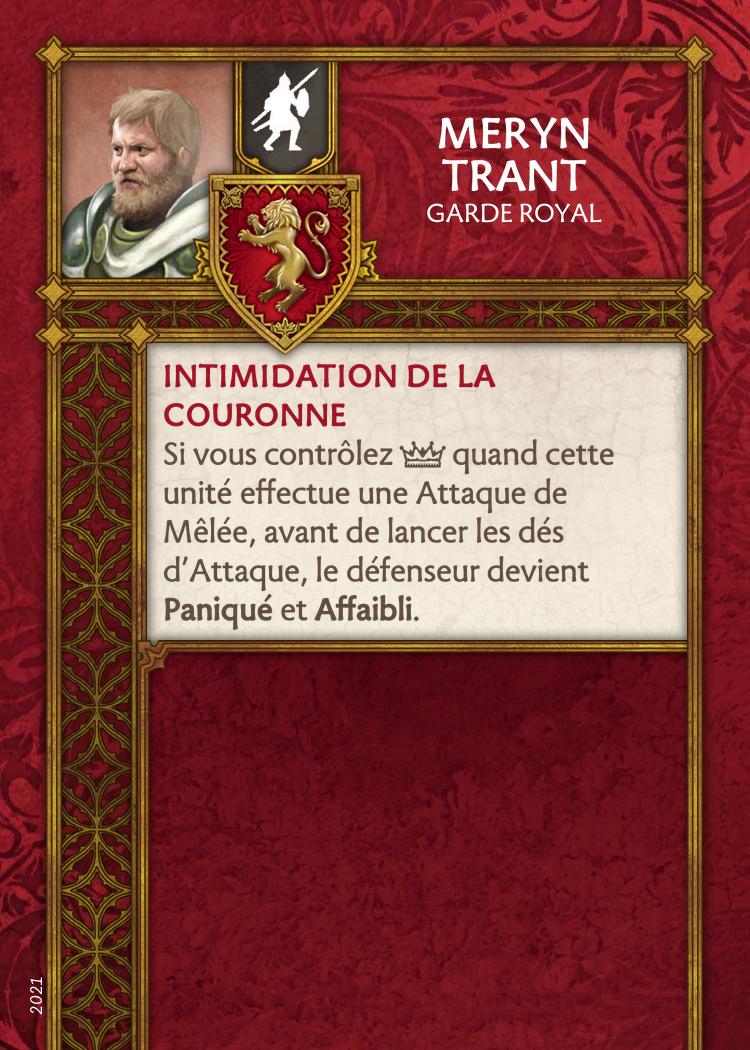 MERYN
TRANT
GARDE ROYAL
INTIMIDATION DE LA
COURONNE
Si vous contrôlez quand cette
unité effectue une Attaque de
Mêlée, avant de lancer les dés
d'Attaque, le défenseur devient
Paniqué et Affaibli.
2021